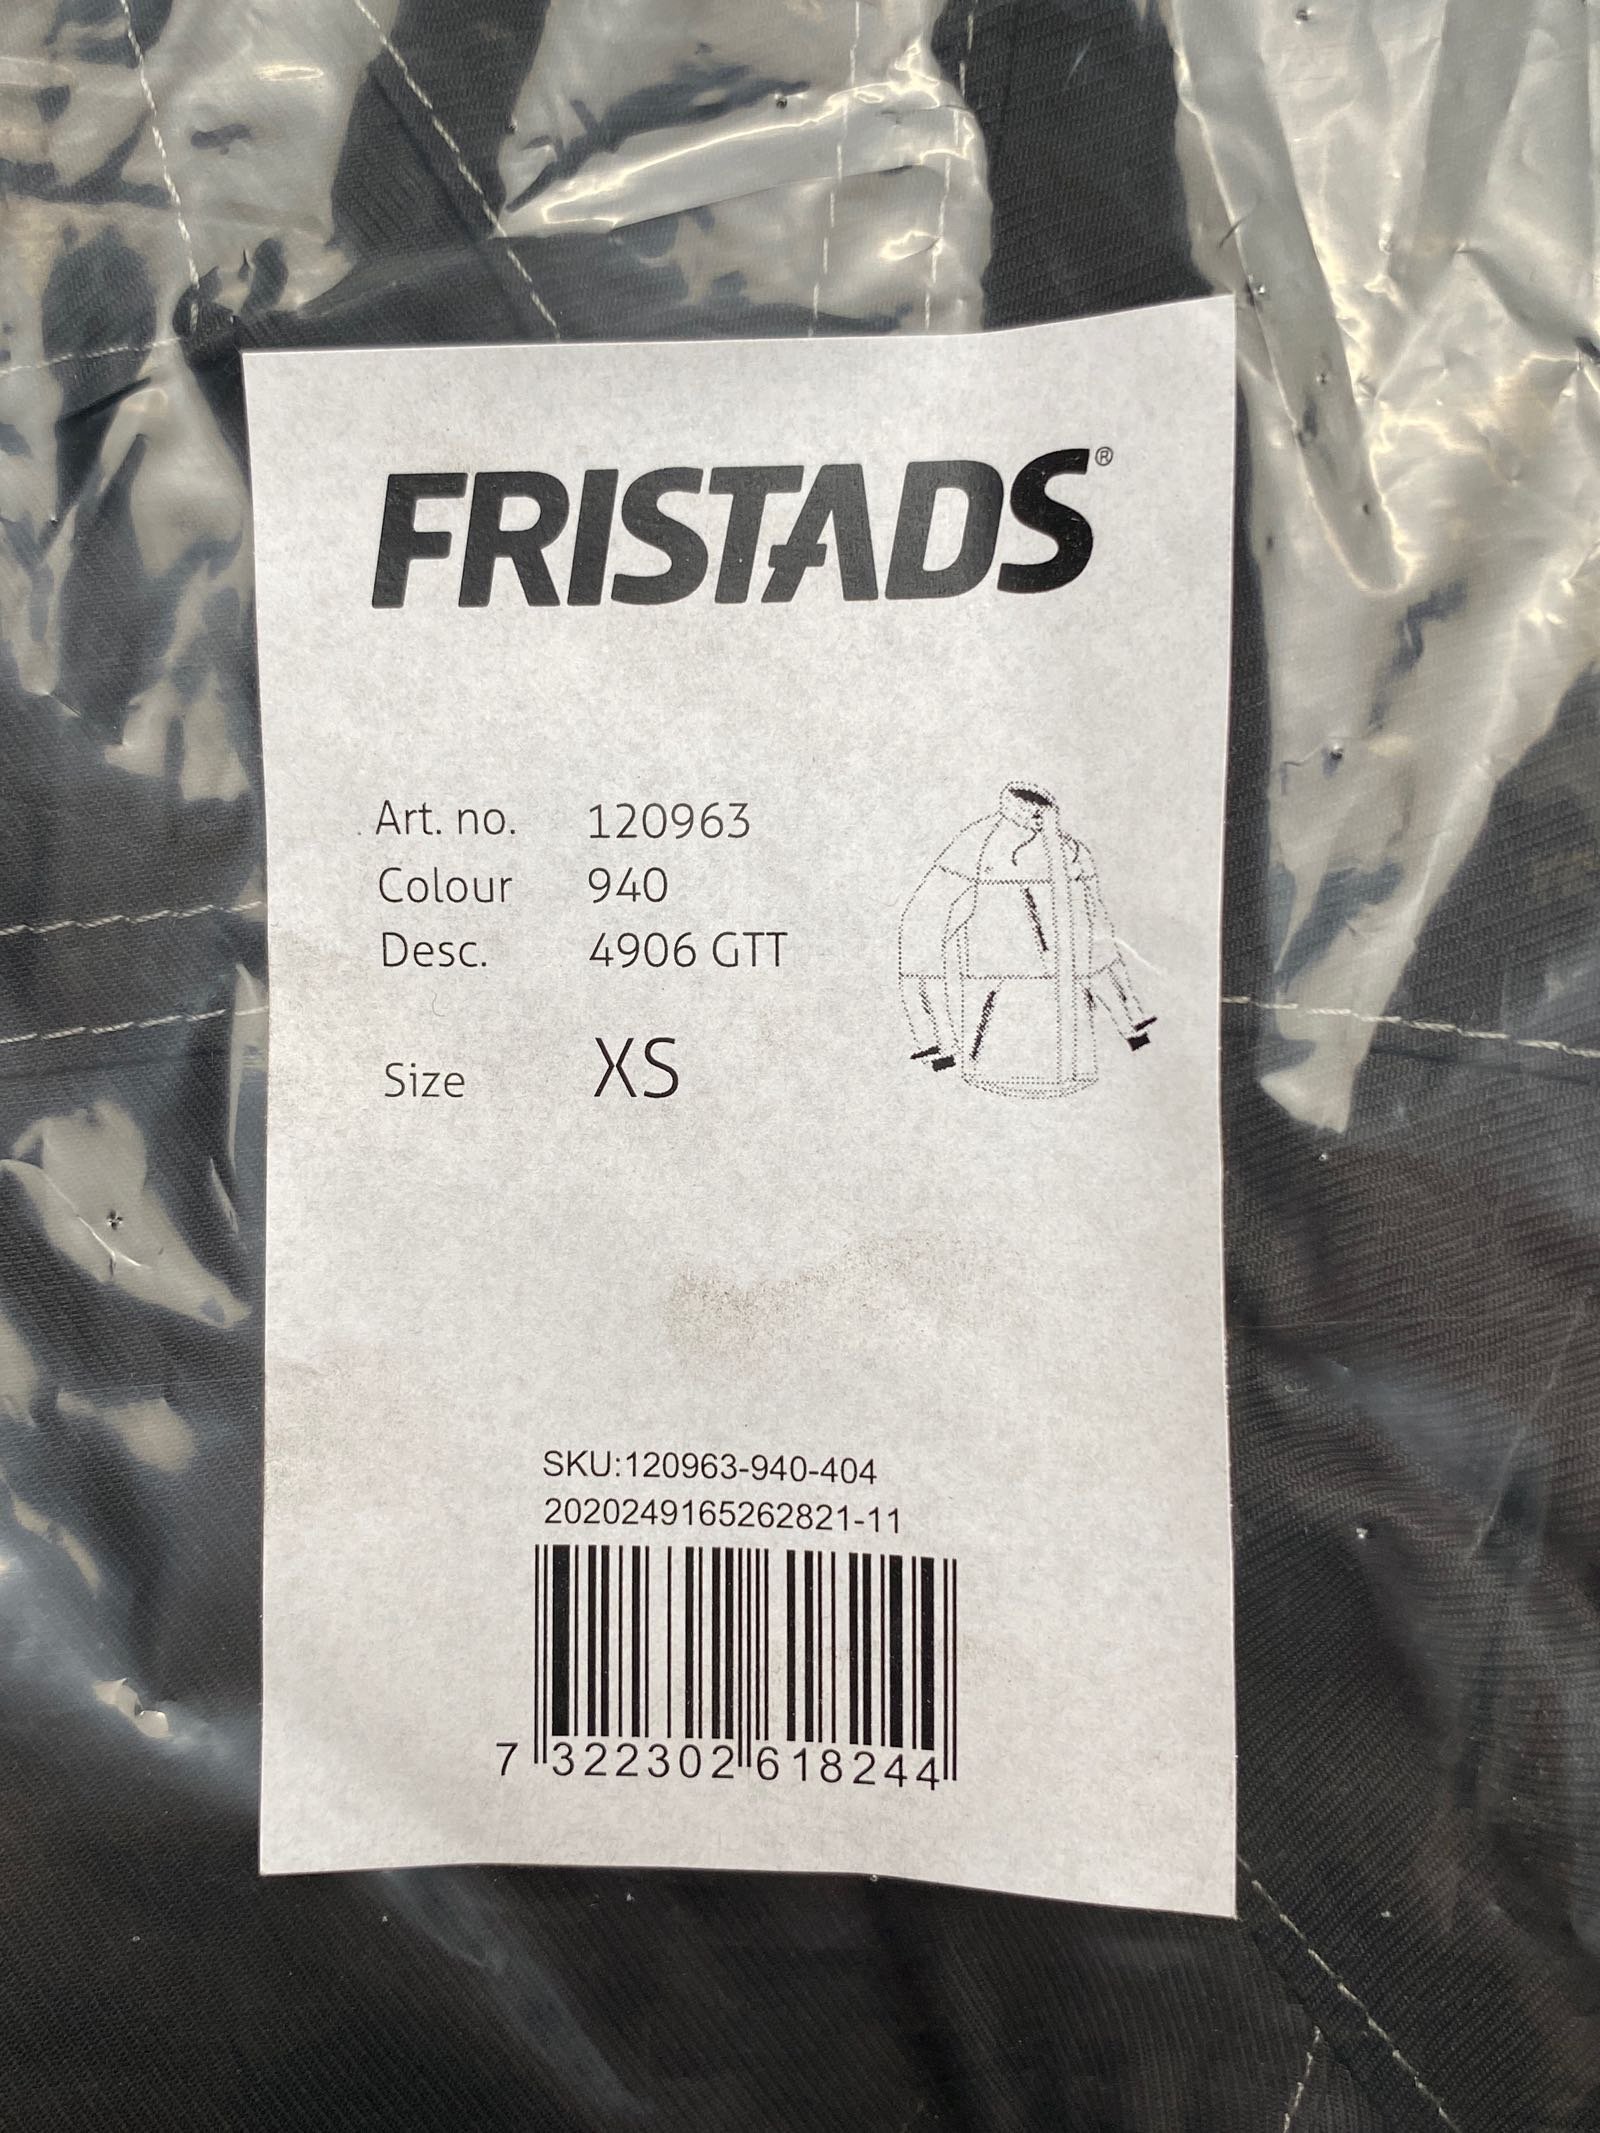 FRISTADS®
Art. no. 120963
Colour 940
Desc. 4906 GTT
Size XS
SKU:120963-940-404
2020249165262821-11
7 322302 618244